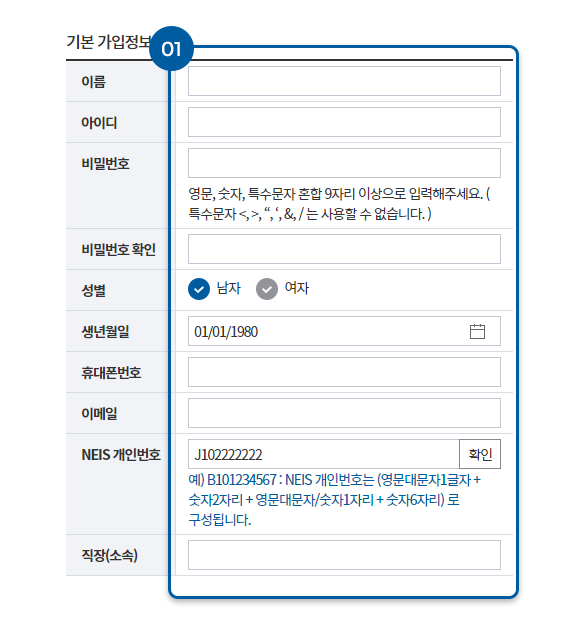 기본 가입정보
01
이름
아이디
비밀번호
영문, 숫자, 특수문자 혼합 9자리 이상으로 입력해주세요. (
특수문자 <, >, “, ‘, &, / 는 사용할 수 없습니다. )
비밀번호 확인
성별
남자
여자
생년월일
01/01/1980
휴대폰번호
이메일
NEIS 개인번호
J102222222
확인
예) B101234567 : NEIS 개인번호는 (영문대문자1글자 +
숫자2자리 + 영문대문자/숫자1자리 + 숫자6자리) 로
구성됩니다.
직장(소속)